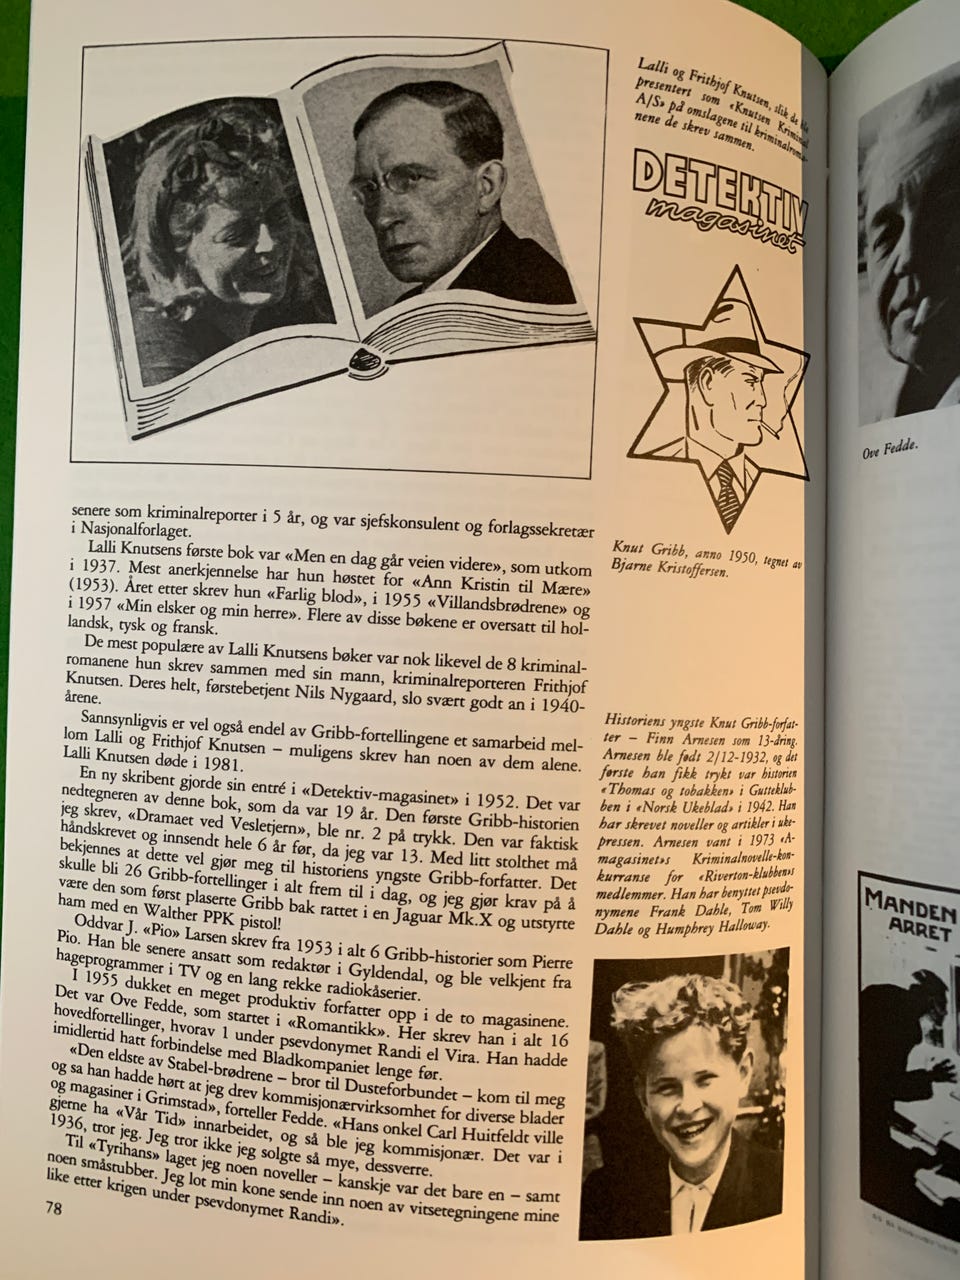 Lalli og Frithjof Knutsen, slik de ble
presentert som «Knutsen Kriminal
A/S» på omslagene til kriminalroma-
nene de skrev sammen.
DETEKTIV
magasinet
Knut Gribb, anno 1950, tegnet av
Bjarne Kristoffersen.
senere som kriminalreporter i 5 år, og var sjefskonsulent og forlagssekretær
i Nasjonalforlaget.
Lalli Knutsens første bok var «Men en dag går veien videre», som utkom
i 1937. Mest anerkjennelse har hun høstet for «Ann Kristin til Mære»
(1953). Året etter skrev hun «Farlig blod», i 1955 «Villandsbrødrene» og
i 1957 «Min elsker og min herre». Flere av disse bøkene er oversatt til hol-
landsk, tysk og fransk.
De mest populære av Lalli Knutsens bøker var nok likevel de 8 kriminal-
romanene hun skrev sammen med sin mann, kriminalreporteren Frithjof
Knutsen. Deres helt, førstebetjent Nils Nygaard, slo svært godt an i 1940-
årene.
Sannsynligvis er vel også endel av Gribb-fortellingene et samarbeid mel-
lom Lalli og Frithjof Knutsen – muligens skrev han noen av dem alene.
Lalli Knutsen døde i 1981.
En ny skribent gjorde sin entré i «Detektiv-magasinet» i 1952. Det var
nedtegneren av denne bok, som da var 19 år. Den første Gribb-historien
jeg skrev, «Dramaet ved Vesletjern», ble nr. 2 på trykk. Den var faktisk
håndskrevet og innsendt hele 6 år før, da jeg var 13. Med litt stolthet må
bekjennes at dette vel gjør meg til historiens yngste Gribb-forfatter. Det
skulle bli 26 Gribb-fortellinger i alt frem til i dag, og jeg gjør krav på å
være den som først plaserte Gribb bak rattet i en Jaguar Mk.X og utstyrte
ham med en Walther PPK pistol!
Oddvar J. «Pio» Larsen skrev fra 1953 i alt 6 Gribb-historier som Pierre
Pio. Han ble senere ansatt som redaktør i Gyldendal, og ble velkjent fra
hageprogrammer i TV og en lang rekke radiokåserier.
I 1955 dukket en meget produktiv forfatter opp i de to magasinene.
Det var Ove Fedde, som startet i «Romantikk». Her skrev han i alt 16
hovedfortellinger, hvorav 1 under psevdonymet Randi el Vira. Han hadde
imidlertid hatt forbindelse med Bladkompaniet lenge før.
«Den eldste av Stabel-brødrene – bror til Dusteforbundet – kom til meg
og sa han hadde hørt at jeg drev kommisjonærvirksomhet for diverse blader
og magasiner i Grimstad», forteller Fedde. «Hans onkel Carl Huitfeldt ville
gjerne ha «Vår Tid» innarbeidet, og så ble jeg kommisjonær. Det var i
1936, tror jeg. Jeg tror ikke jeg solgte så mye, dessverre.
Til «Tyrihans» laget jeg noen noveller – kanskje var det bare en – samt
noen småstubber. Jeg lot min kone sende inn noen av vitsetegningene mine
like etter krigen under psevdonymet Randi».
78
Historiens yngste Knut Gribb-forfat-
ter – Finn Arnesen som 13-åring.
Arnesen ble født 2/12-1932, og det
første han fikk trykt var historien
«Thomas og tobakken» i Gutteklub-
ben i «Norsk Ukeblad» i 1942. Han
har skrevet noveller og artikler i uke-
pressen. Arnesen vant i 1973 «A-
magasinet»s Kriminalnovelle-kon-
kurranse for «Riverton-klubben»s
medlemmer. Han har benyttet psevdo-
nymene Frank Dahle, Tom Willy
Dahle og Humphrey Halloway.
Ove Fedde.
MANDEN
ARRET